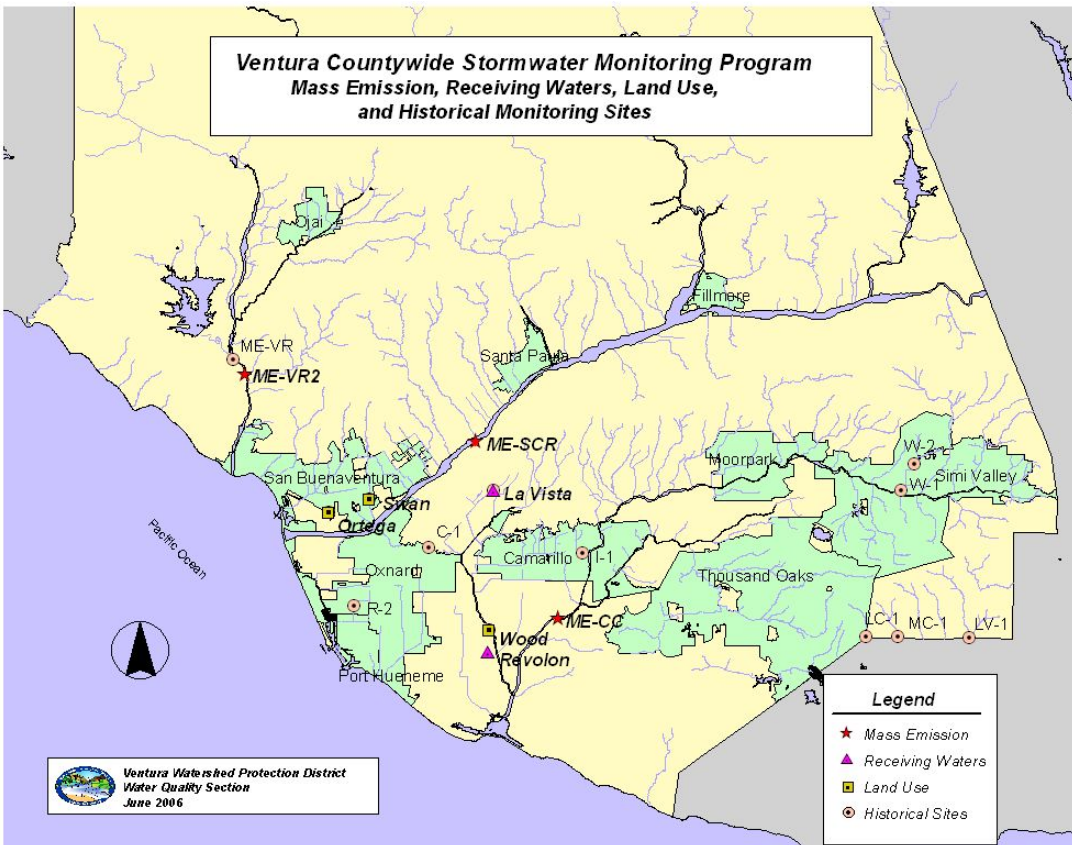 Ventura Countywide Stormwater Monitoring Program
Mass Emission, Receiving Waters, Land Use,
and Historical Monitoring Sites
Ojai
Fillmore
ME-VR
Santa Paula
ME-VR2
ME-SCR
W-2
Moorpark
San Buenaventura
Simi Valley
W-1
La Vista
Swan
Ortega
Pacific Ocean
C-1
Camarillo
I-1
Oxnard
Thousand Oaks
R-2
ME-CC
LC-1
MC-1
LV-1
Wood
Revolon
Port Hueneme
Legend
Mass Emission
Receiving Waters
Land Use
Historical Sites
Ventura Watershed Protection District
Water Quality Section
June 2006